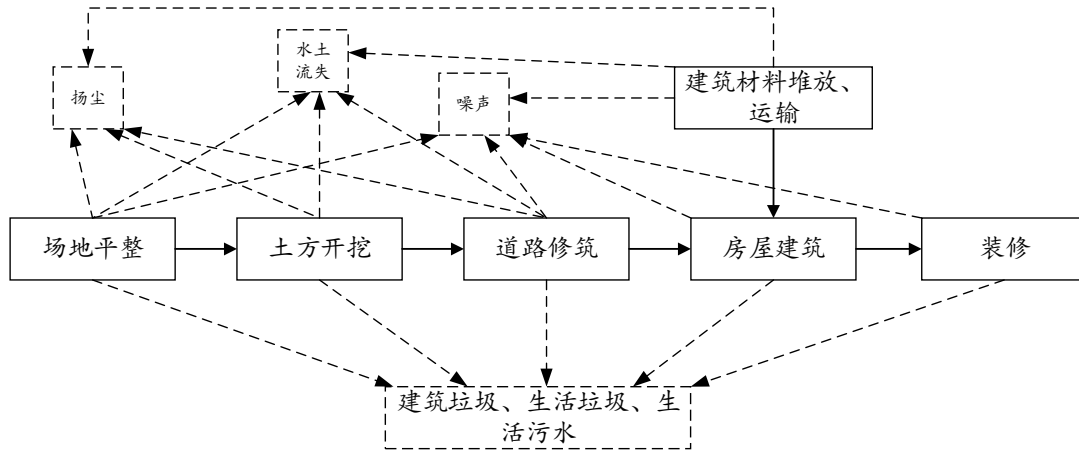 水土
流失
扬尘
噪声
建筑材料堆放、
运输
场地平整
土方开挖
道路修筑
房屋建筑
装修
建筑垃圾、生活垃圾、生
活污水